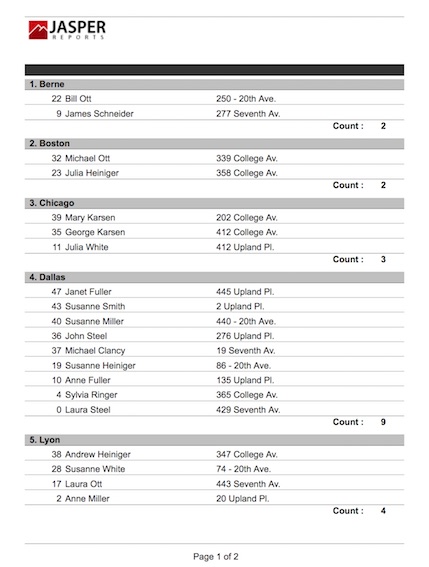 JASPER
REPORTS
1. Berne
22 Bill Ott 250 - 20th Ave.
9 James Schneider 277 Seventh Av.
Count : 2
2. Boston
32 Michael Ott 339 College Av.
23 Julia Heiniger 358 College Av.
Count : 2
3. Chicago
39 Mary Karsen 202 College Av.
35 George Karsen 412 College Av.
11 Julia White 412 Upland Pl.
Count : 3
4. Dallas
47 Janet Fuller 445 Upland Pl.
43 Susanne Smith 2 Upland Pl.
40 Susanne Miller 440 - 20th Ave.
36 John Steel 276 Upland Pl.
37 Michael Clancy 19 Seventh Av.
19 Susanne Heiniger 86 - 20th Ave.
10 Anne Fuller 135 Upland Pl.
4 Sylvia Ringer 365 College Av.
0 Laura Steel 429 Seventh Av.
Count : 9
5. Lyon
38 Andrew Heiniger 347 College Av.
28 Susanne White 74 - 20th Ave.
17 Laura Ott 443 Seventh Av.
2 Anne Miller 20 Upland Pl.
Count : 4
Page 1 of 2